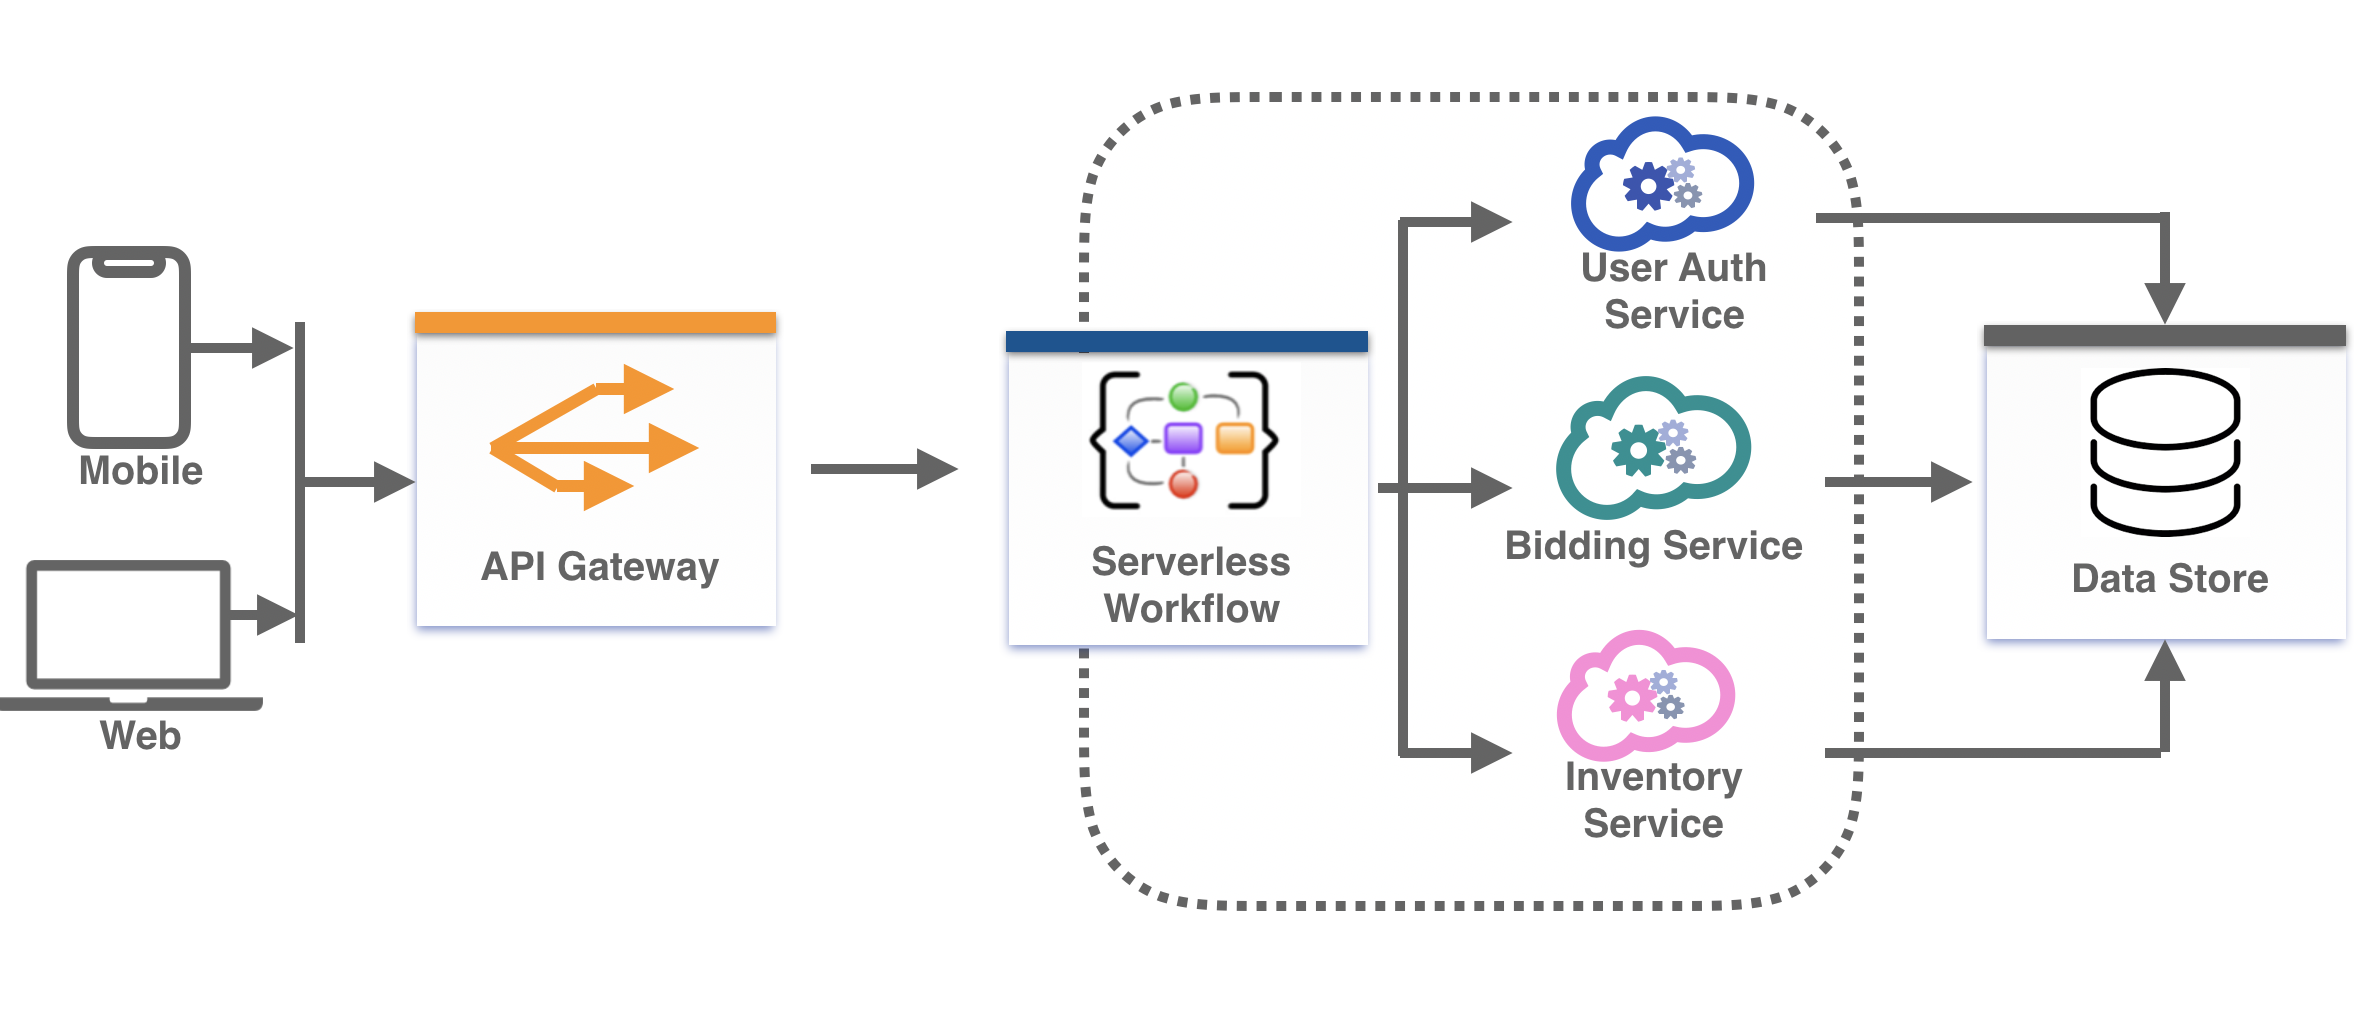 Mobile
Web
API Gateway
Serverless
Workflow
User Auth
Service
Bidding Service
Inventory
Service
Data Store